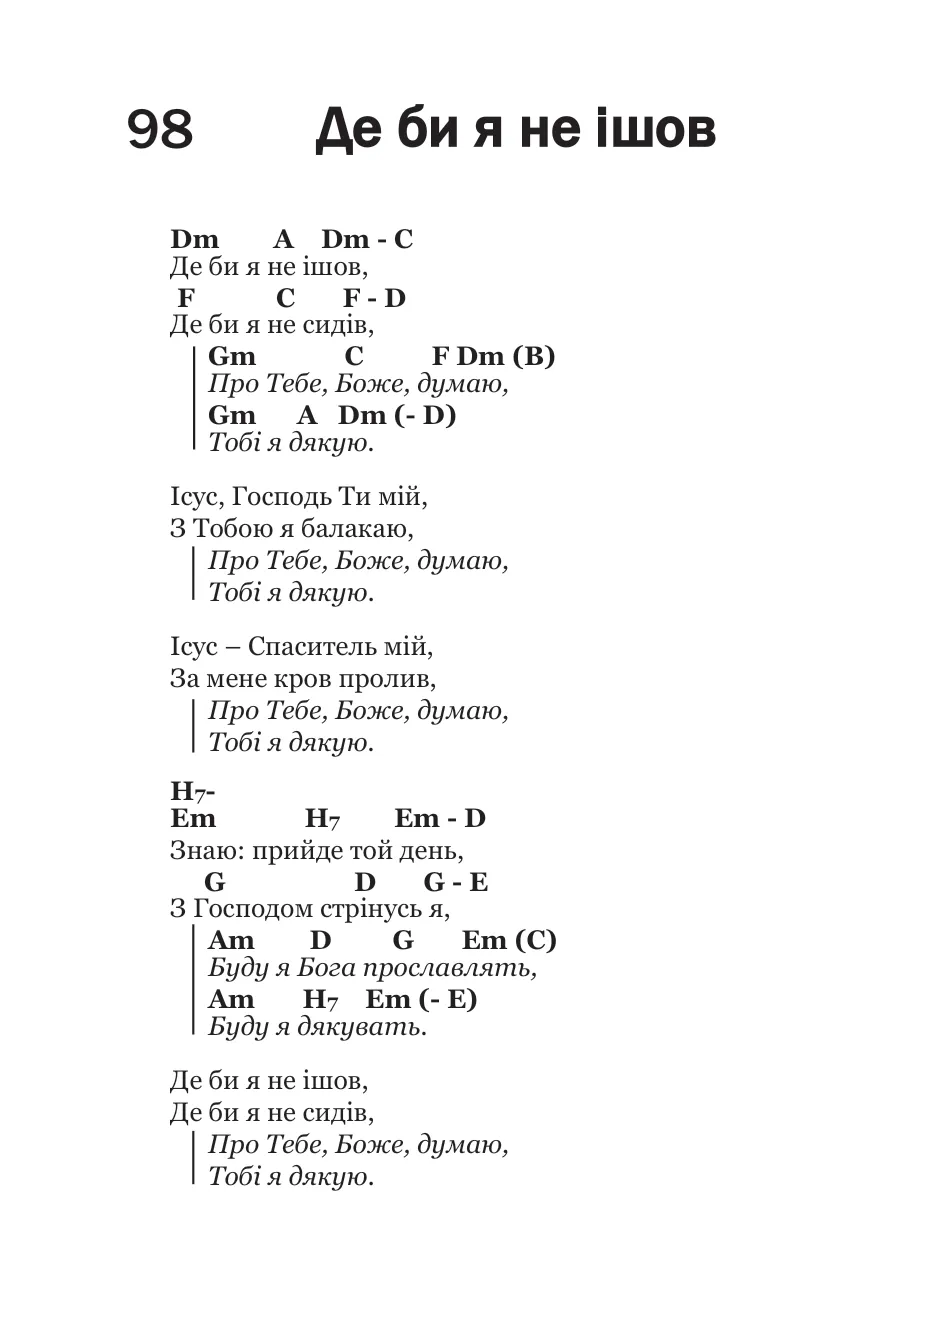 98 Де би я не ішов
Dm A Dm - C
Де би я не ішов,
F C F - D
Де би я не сидів,
Gm C F Dm (B)
Про Тебе, Боже, думаю,
Gm A Dm (- D)
Тобі я дякую.
Ісус, Господь Ти мій,
З Тобою я балакаю,
Про Тебе, Боже, думаю,
Тобі я дякую.
Ісус – Спаситель мій,
За мене кров пролив,
Про Тебе, Боже, думаю,
Тобі я дякую.
H7-
Em H7 Em - D
Знаю: прийде той день,
G D G - E
З Господом стрінусь я,
Am D G Em (C)
Буду я Бога прославлять,
Am H7 Em (- E)
Буду я дякувать.
Де би я не ішов,
Де би я не сидів,
Про Тебе, Боже, думаю,
Тобі я дякую.